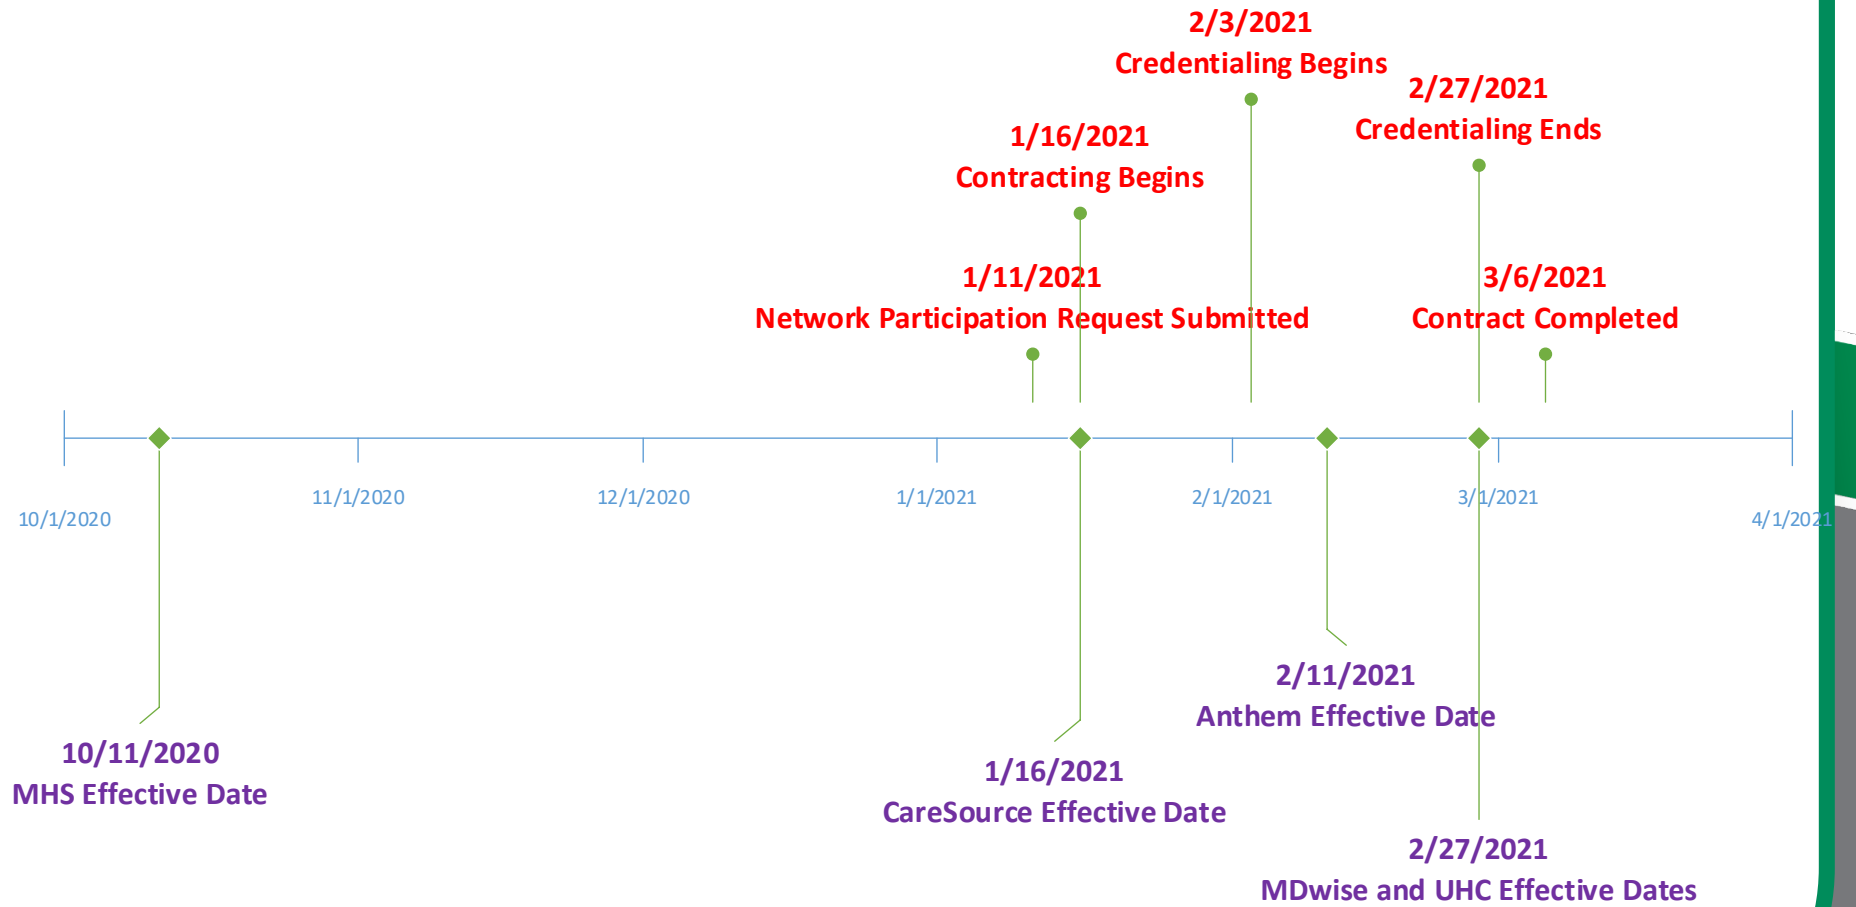 2/3/2021
Credentialing Begins
2/27/2021
Credentialing Ends
1/16/2021
Contracting Begins
1/11/2021
Network Participation Request Submitted
3/6/2021
Contract Completed
10/1/2020
11/1/2020
12/1/2020
1/1/2021
2/1/2021
3/1/2021
4/1/2021
10/11/2020
MHS Effective Date
1/16/2021
CareSource Effective Date
2/11/2021
Anthem Effective Date
2/27/2021
MDwise and UHC Effective Dates